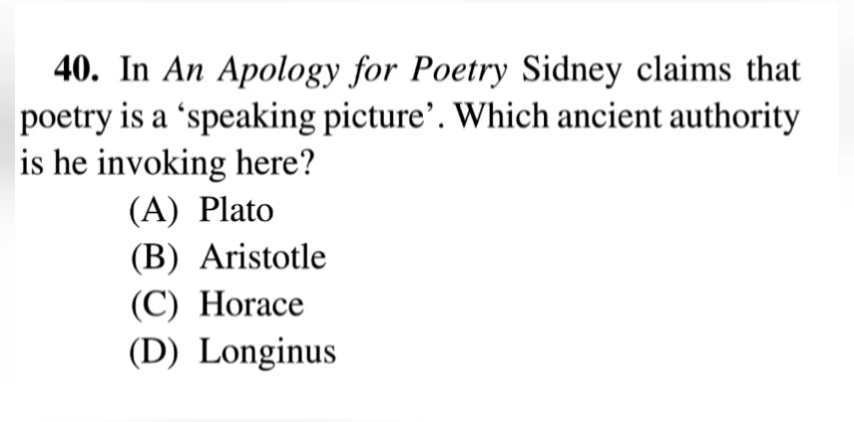 40. In An Apology for Poetry Sidney claims that
poetry is a ‘speaking picture’. Which ancient authority
is he invoking here?
(A) Plato
(B) Aristotle
(C) Horace
(D) Longinus